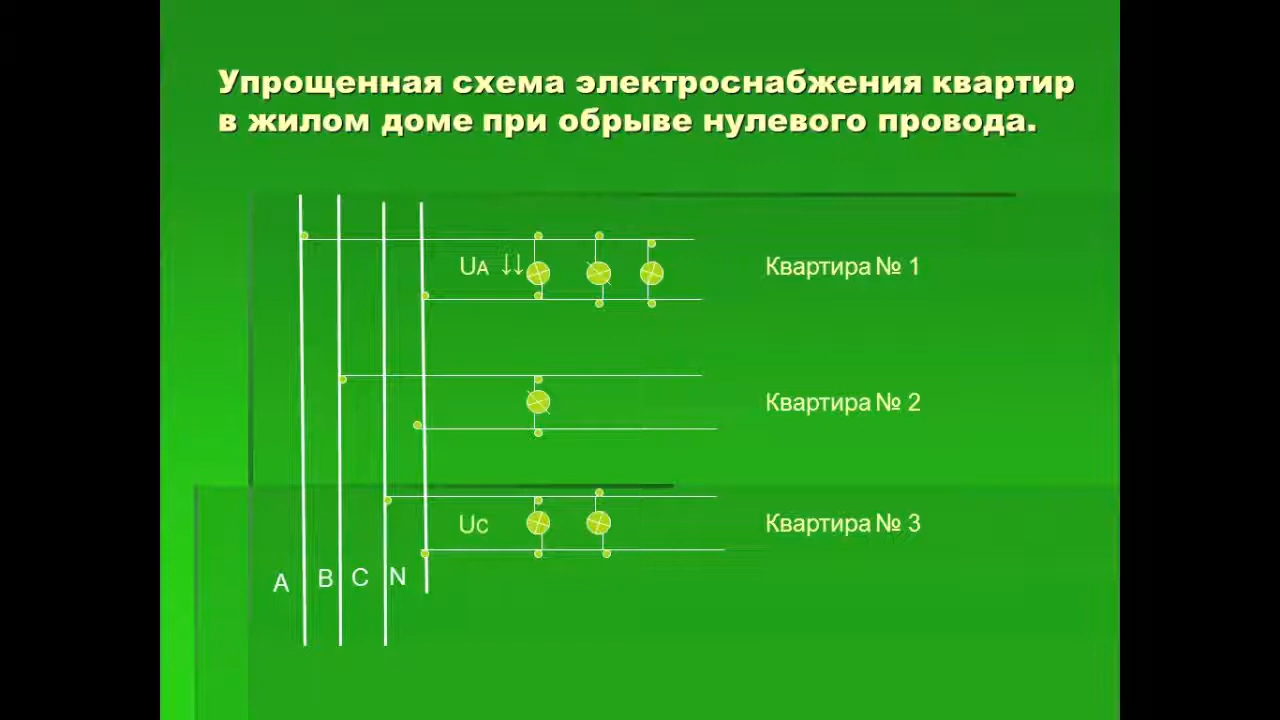 Упрощенная схема электроснабжения квартир
в жилом доме при обрыве нулевого провода.
UA ↓↓
Квартира № 1
Квартира № 2
UC
Квартира № 3
A B C N